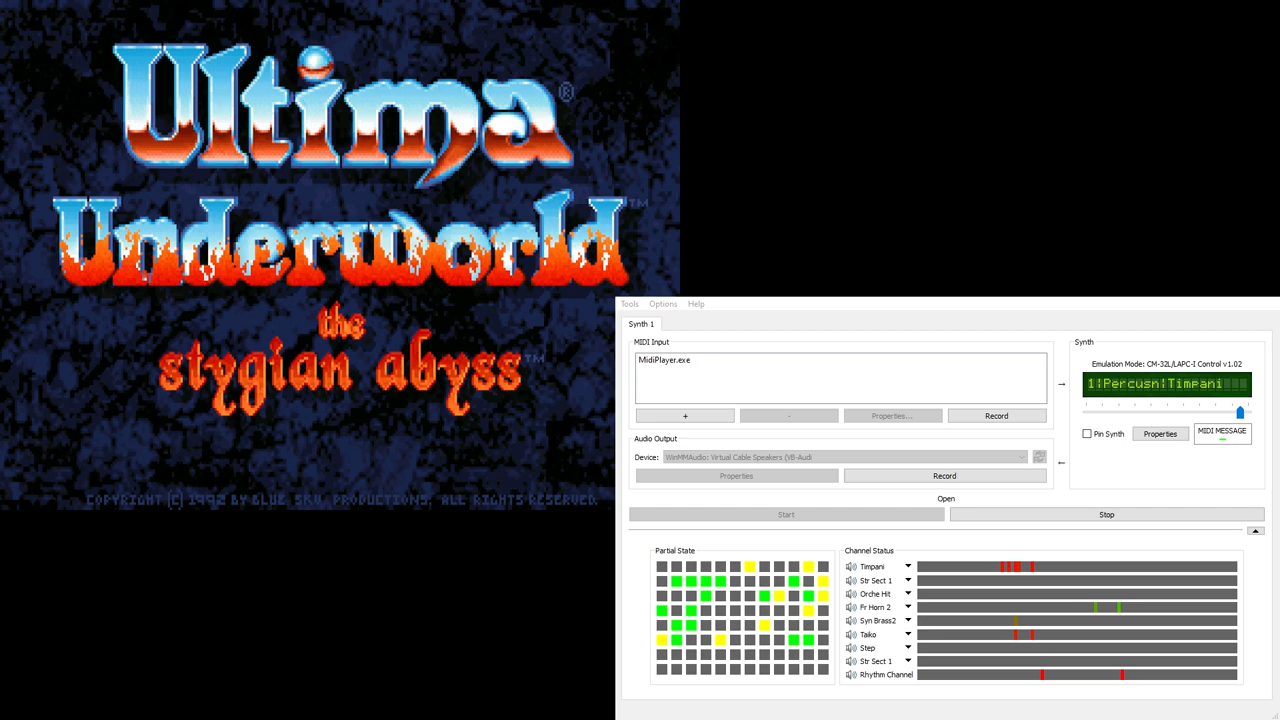 Ultima®
Underworld™
the
stygian abyss™
COPYRIGHT (C) 1992 BY BLUE SKY PRODUCTIONS. ALL RIGHTS RESERVED.
Tools Options Help
Synth 1
MIDI Input
MidiPlayer.exe
+ - Properties... Record
Audio Output
Device: WinMMAudio: Virtual Cable Speakers (VB-Audi
Properties Record
Synth
Emulation Mode: CM-32L/LAPC-I Control v1.02
1|Percusn|Timpani
Pin Synth Properties MIDI MESSAGE
Open
Start Stop
Partial State
Channel Status
Timpani
Str Sect 1
Orche Hit
Fr Horn 2
Syn Brass2
Taiko
Step
Str Sect 1
Rhythm Channel